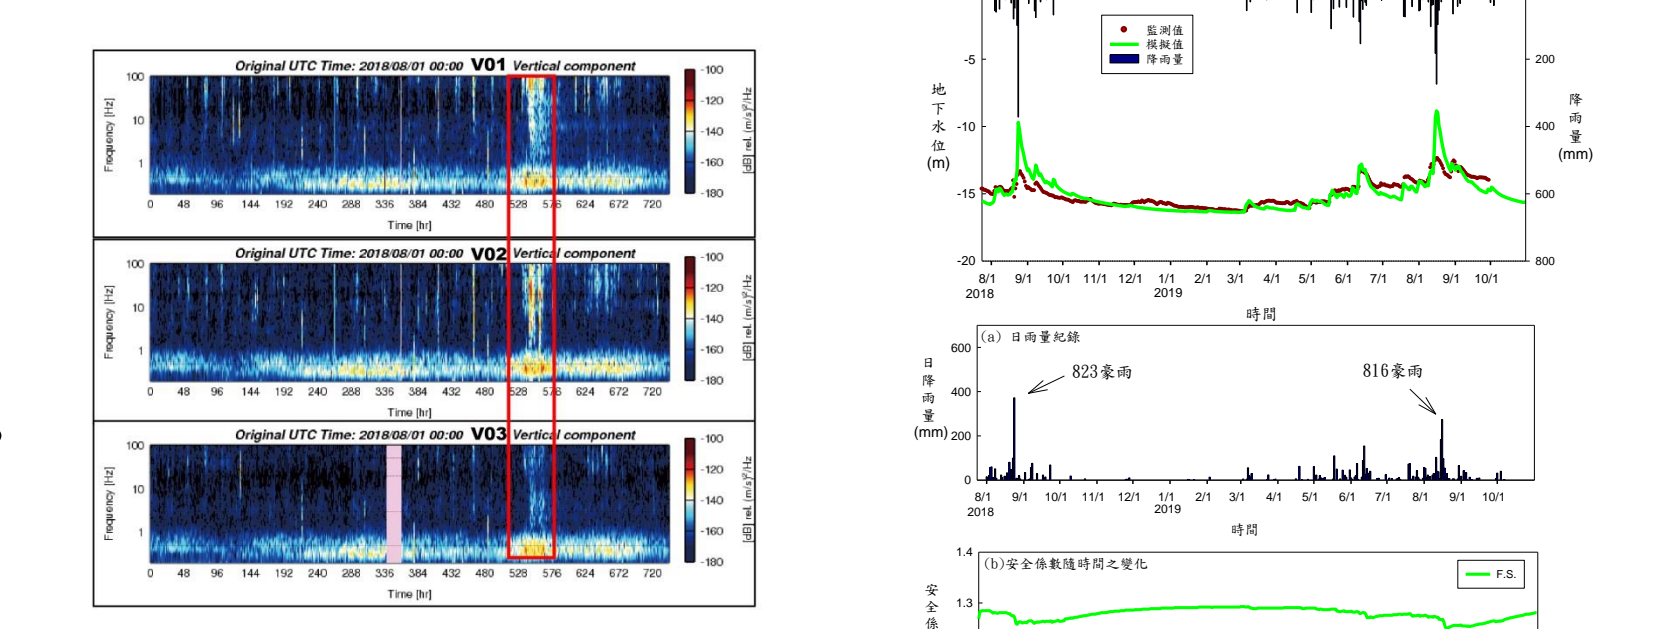 Original UTC Time: 2018/08/01 00:00 V01 Vertical component
Frequency [Hz]
100
10
1
0 48 96 144 192 240 288 336 384 432 480 528 576 624 672 720
Time [hr]
-100
-120
-140
-160
-180
[dB] rel. (m/s)²/Hz
Original UTC Time: 2018/08/01 00:00 V02 Vertical component
Frequency [Hz]
100
10
1
0 48 96 144 192 240 288 336 384 432 480 528 576 624 672 720
Time [hr]
-100
-120
-140
-160
-180
[dB] rel. (m/s)²/Hz
Original UTC Time: 2018/08/01 00:00 V03 Vertical component
Frequency [Hz]
100
10
1
0 48 96 144 192 240 288 336 384 432 480 528 576 624 672 720
Time [hr]
-100
-120
-140
-160
-180
[dB] rel. (m/s)²/Hz
監測值
模擬值
降雨量
地下水位(m)
-5
-10
-15
-20
200
400
600
800
降雨量(mm)
8/1 9/1 10/1 11/1 12/1 1/1 2/1 3/1 4/1 5/1 6/1 7/1 8/1 9/1 10/1
2018 2019
時間
(a) 日雨量紀錄
日降雨量(mm)
600
400
200
0
823豪雨
816豪雨
8/1 9/1 10/1 11/1 12/1 1/1 2/1 3/1 4/1 5/1 6/1 7/1 8/1 9/1 10/1
2018 2019
時間
(b)安全係數隨時間之變化
F.S.
1.4
1.3
安全係